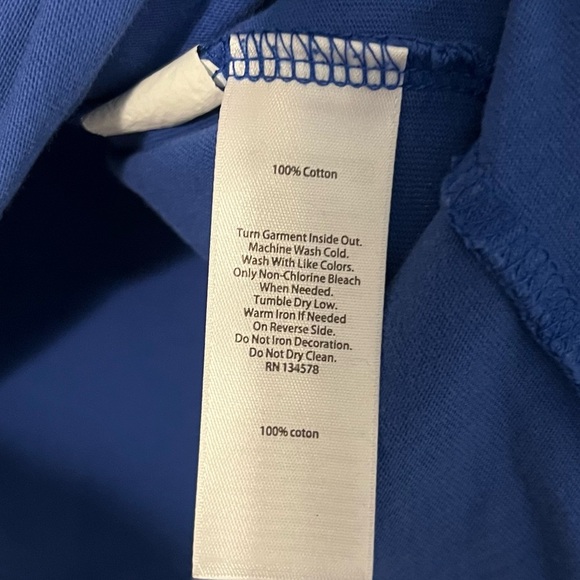 100% Cotton
Turn Garment Inside Out.
Machine Wash Cold.
Wash With Like Colors.
Only Non-Chlorine Bleach
When Needed.
Tumble Dry Low.
Warm Iron If Needed
On Reverse Side.
Do Not Iron Decoration.
Do Not Dry Clean.
RN 134578
100% coton